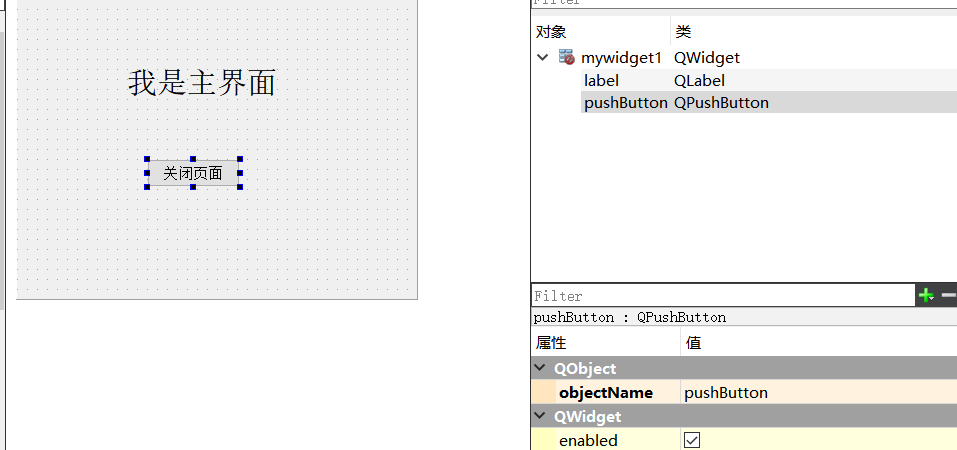 Filter
对象 类
mywidget1 QWidget
label QLabel
pushButton QPushButton
我是主界面
关闭页面
Filter
pushButton : QPushButton
属性 值
QObject
objectName pushButton
QWidget
enabled